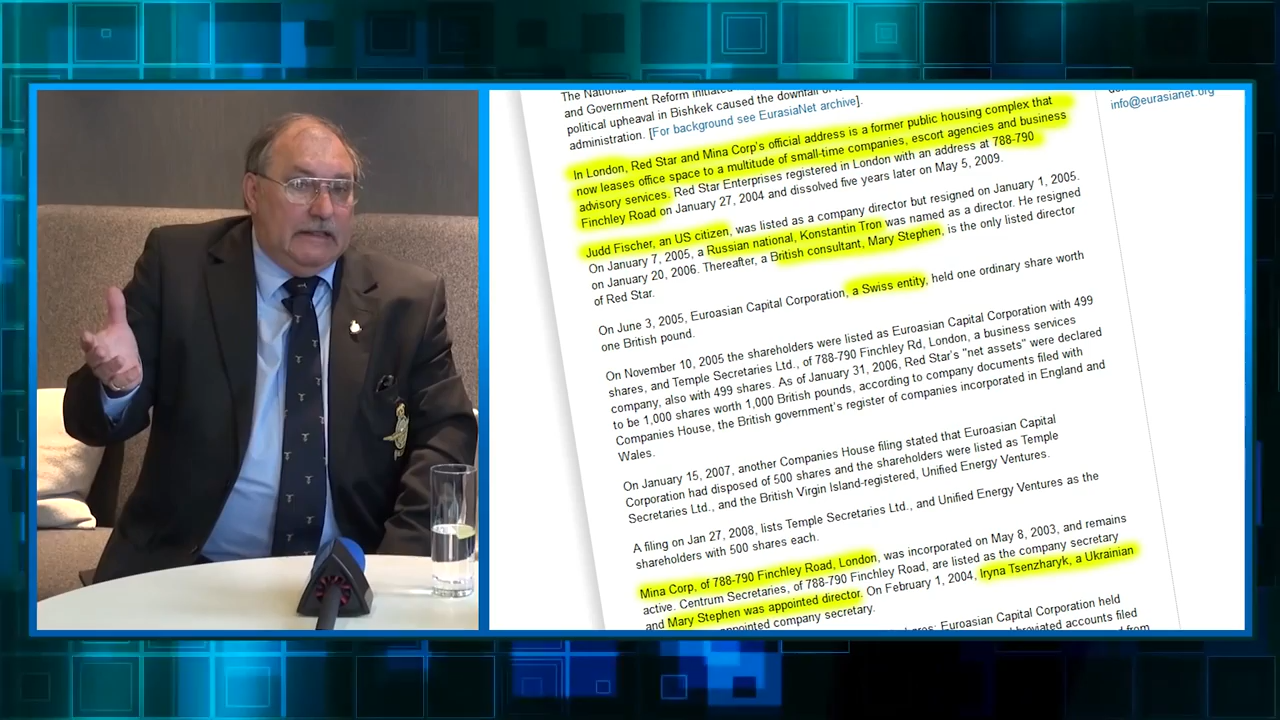 The National
and Government Reform initiated
political upheaval in Bishkek caused the downfall of
administration. [For background see EurasiaNet archive].
info@eurasianet.org
In London, Red Star and Mina Corp's official address is a former public housing complex that
now leases office space to a multitude of small-time companies, escort agencies and business
advisory services. Red Star Enterprises registered in London with an address at 788-790
Finchley Road on January 27, 2004 and dissolved five years later on May 5, 2009.
Judd Fischer, an US citizen, was listed as a company director but resigned on January 1, 2005.
On January 7, 2005, a Russian national, Konstantin Tron was named as a director. He resigned
on January 20, 2006. Thereafter, a British consultant, Mary Stephen, is the only listed director
of Red Star.
On June 3, 2005, Euroasian Capital Corporation, a Swiss entity, held one ordinary share worth
one British pound.
On November 10, 2005 the shareholders were listed as Euroasian Capital Corporation with 499
shares, and Temple Secretaries Ltd., of 788-790 Finchley Rd, London, a business services
company, also with 499 shares. As of January 31, 2006, Red Star's "net assets" were declared
to be 1,000 shares worth 1,000 British pounds, according to company documents filed with
Companies House, the British government's register of companies incorporated in England and
Wales.
On January 15, 2007, another Companies House filing stated that Euroasian Capital
Corporation had disposed of 500 shares and the shareholders were listed as Temple
Secretaries Ltd., and the British Virgin Island-registered, Unified Energy Ventures.
A filing on Jan 27, 2008, lists Temple Secretaries Ltd., and Unified Energy Ventures as the
shareholders with 500 shares each.
Mina Corp, of 788-790 Finchley Road, London, was incorporated on May 8, 2003, and remains
active. Centrum Secretaries, of 788-790 Finchley Road, are listed as the company secretary
and Mary Stephen was appointed director. On February 1, 2004, Iryna Tsenzharyk, a Ukrainian
appointed company secretary.
Euroasian Capital Corporation held
accounts filed
from